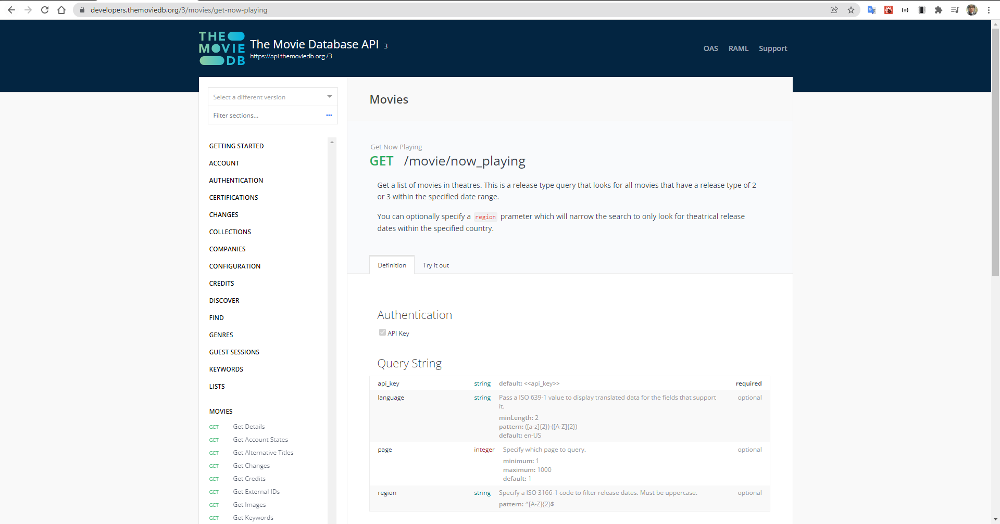 developers.themoviedb.org/3/movies/get-now-playing
THE
MOVIE
DB
The Movie Database API 3
https://api.themoviedb.org /3
OAS RAML Support
Select a different version
Filter sections...
GETTING STARTED
ACCOUNT
AUTHENTICATION
CERTIFICATIONS
CHANGES
COLLECTIONS
COMPANIES
CONFIGURATION
CREDITS
DISCOVER
FIND
GENRES
GUEST SESSIONS
KEYWORDS
LISTS
MOVIES
GET Get Details
GET Get Account States
GET Get Alternative Titles
GET Get Changes
GET Get Credits
GET Get External IDs
GET Get Images
GET Get Keywords
Movies
Get Now Playing
GET /movie/now_playing
Get a list of movies in theatres. This is a release type query that looks for all movies that have a release type of 2
or 3 within the specified date range.
You can optionally specify a region prameter which will narrow the search to only look for theatrical release
dates within the specified country.
Definition Try it out
Authentication
API Key
Query String
api_key string default: <<api_key>> required
language string Pass a ISO 639-1 value to display translated data for the fields that support optional
it.
minLength: 2
pattern: ([a-z]{2})-([A-Z]{2})
default: en-US
page integer Specify which page to query. optional
minimum: 1
maximum: 1000
default: 1
region string Specify a ISO 3166-1 code to filter release dates. Must be uppercase. optional
pattern: ^[A-Z]{2}$